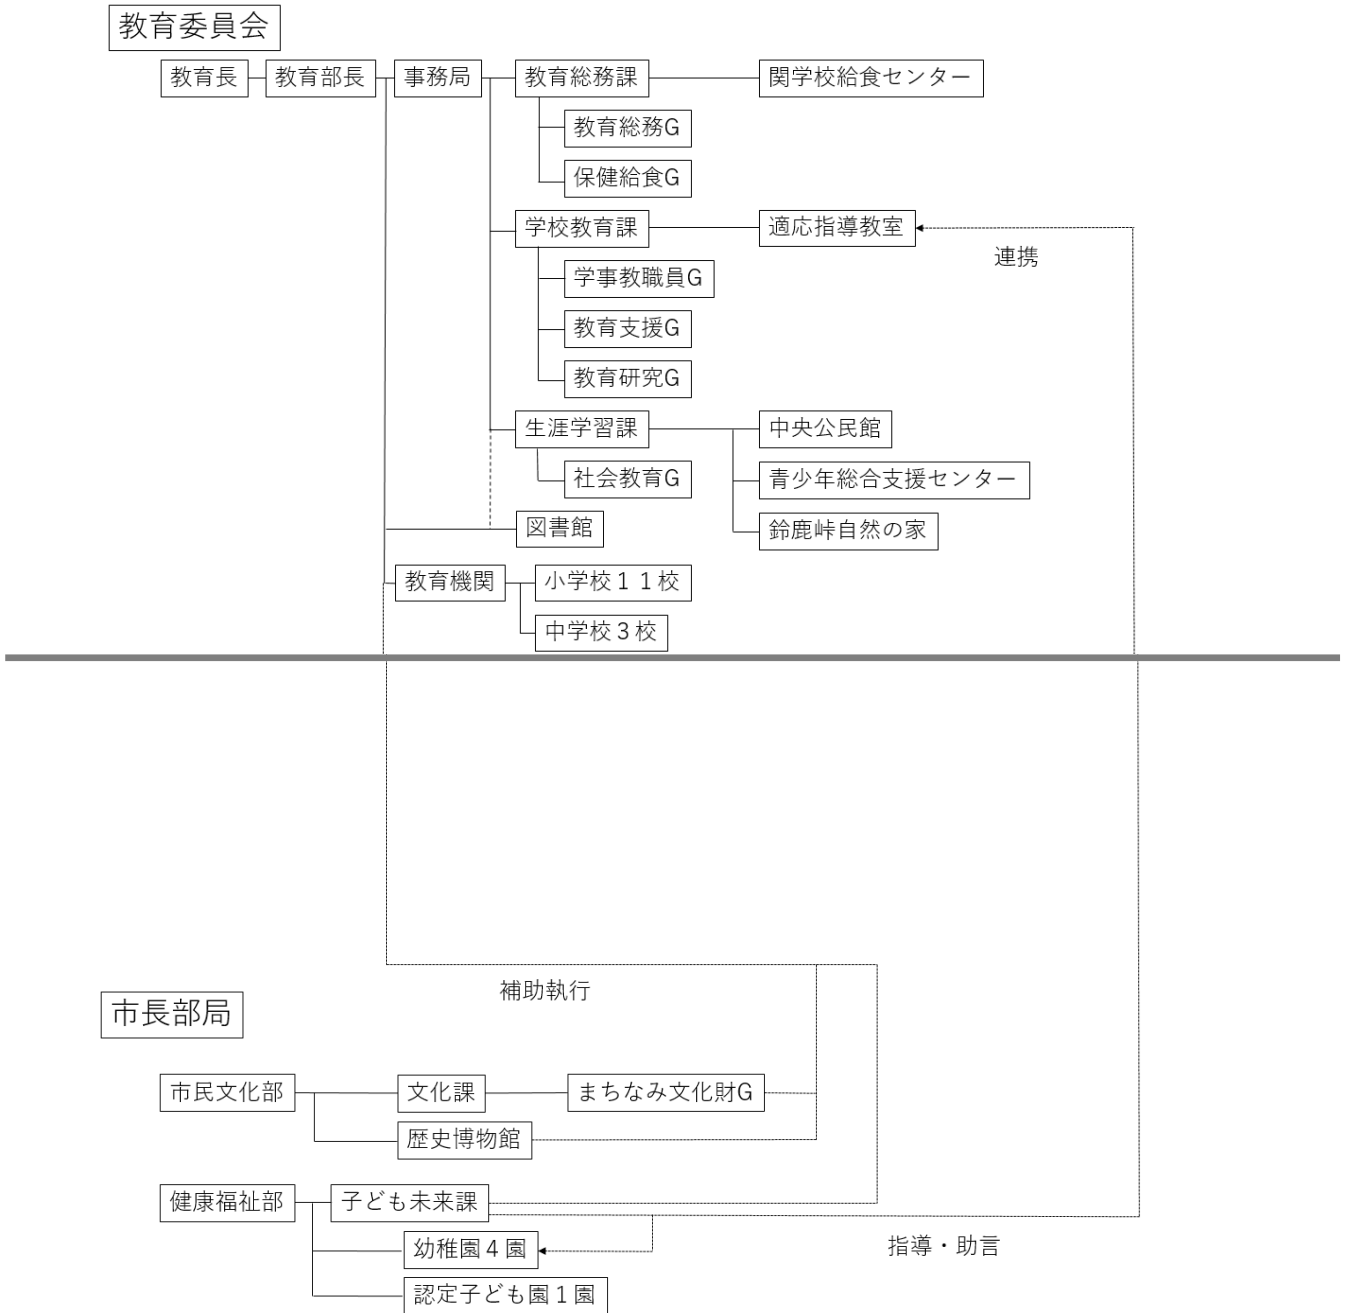 教育委員会
教育長 教育部長 事務局 教育総務課 関学校給食センター
教育総務G
保健給食G
学校教育課 適応指導教室
連携
学事教職員G
教育支援G
教育研究G
生涯学習課 中央公民館
社会教育G 青少年総合支援センター
図書館 鈴鹿峠自然の家
教育機関 小学校１１校
中学校３校
補助執行
市長部局
市民文化部 文化課 まちなみ文化財G
歴史博物館
健康福祉部 子ども未来課
幼稚園４園 指導・助言
認定子ども園１園